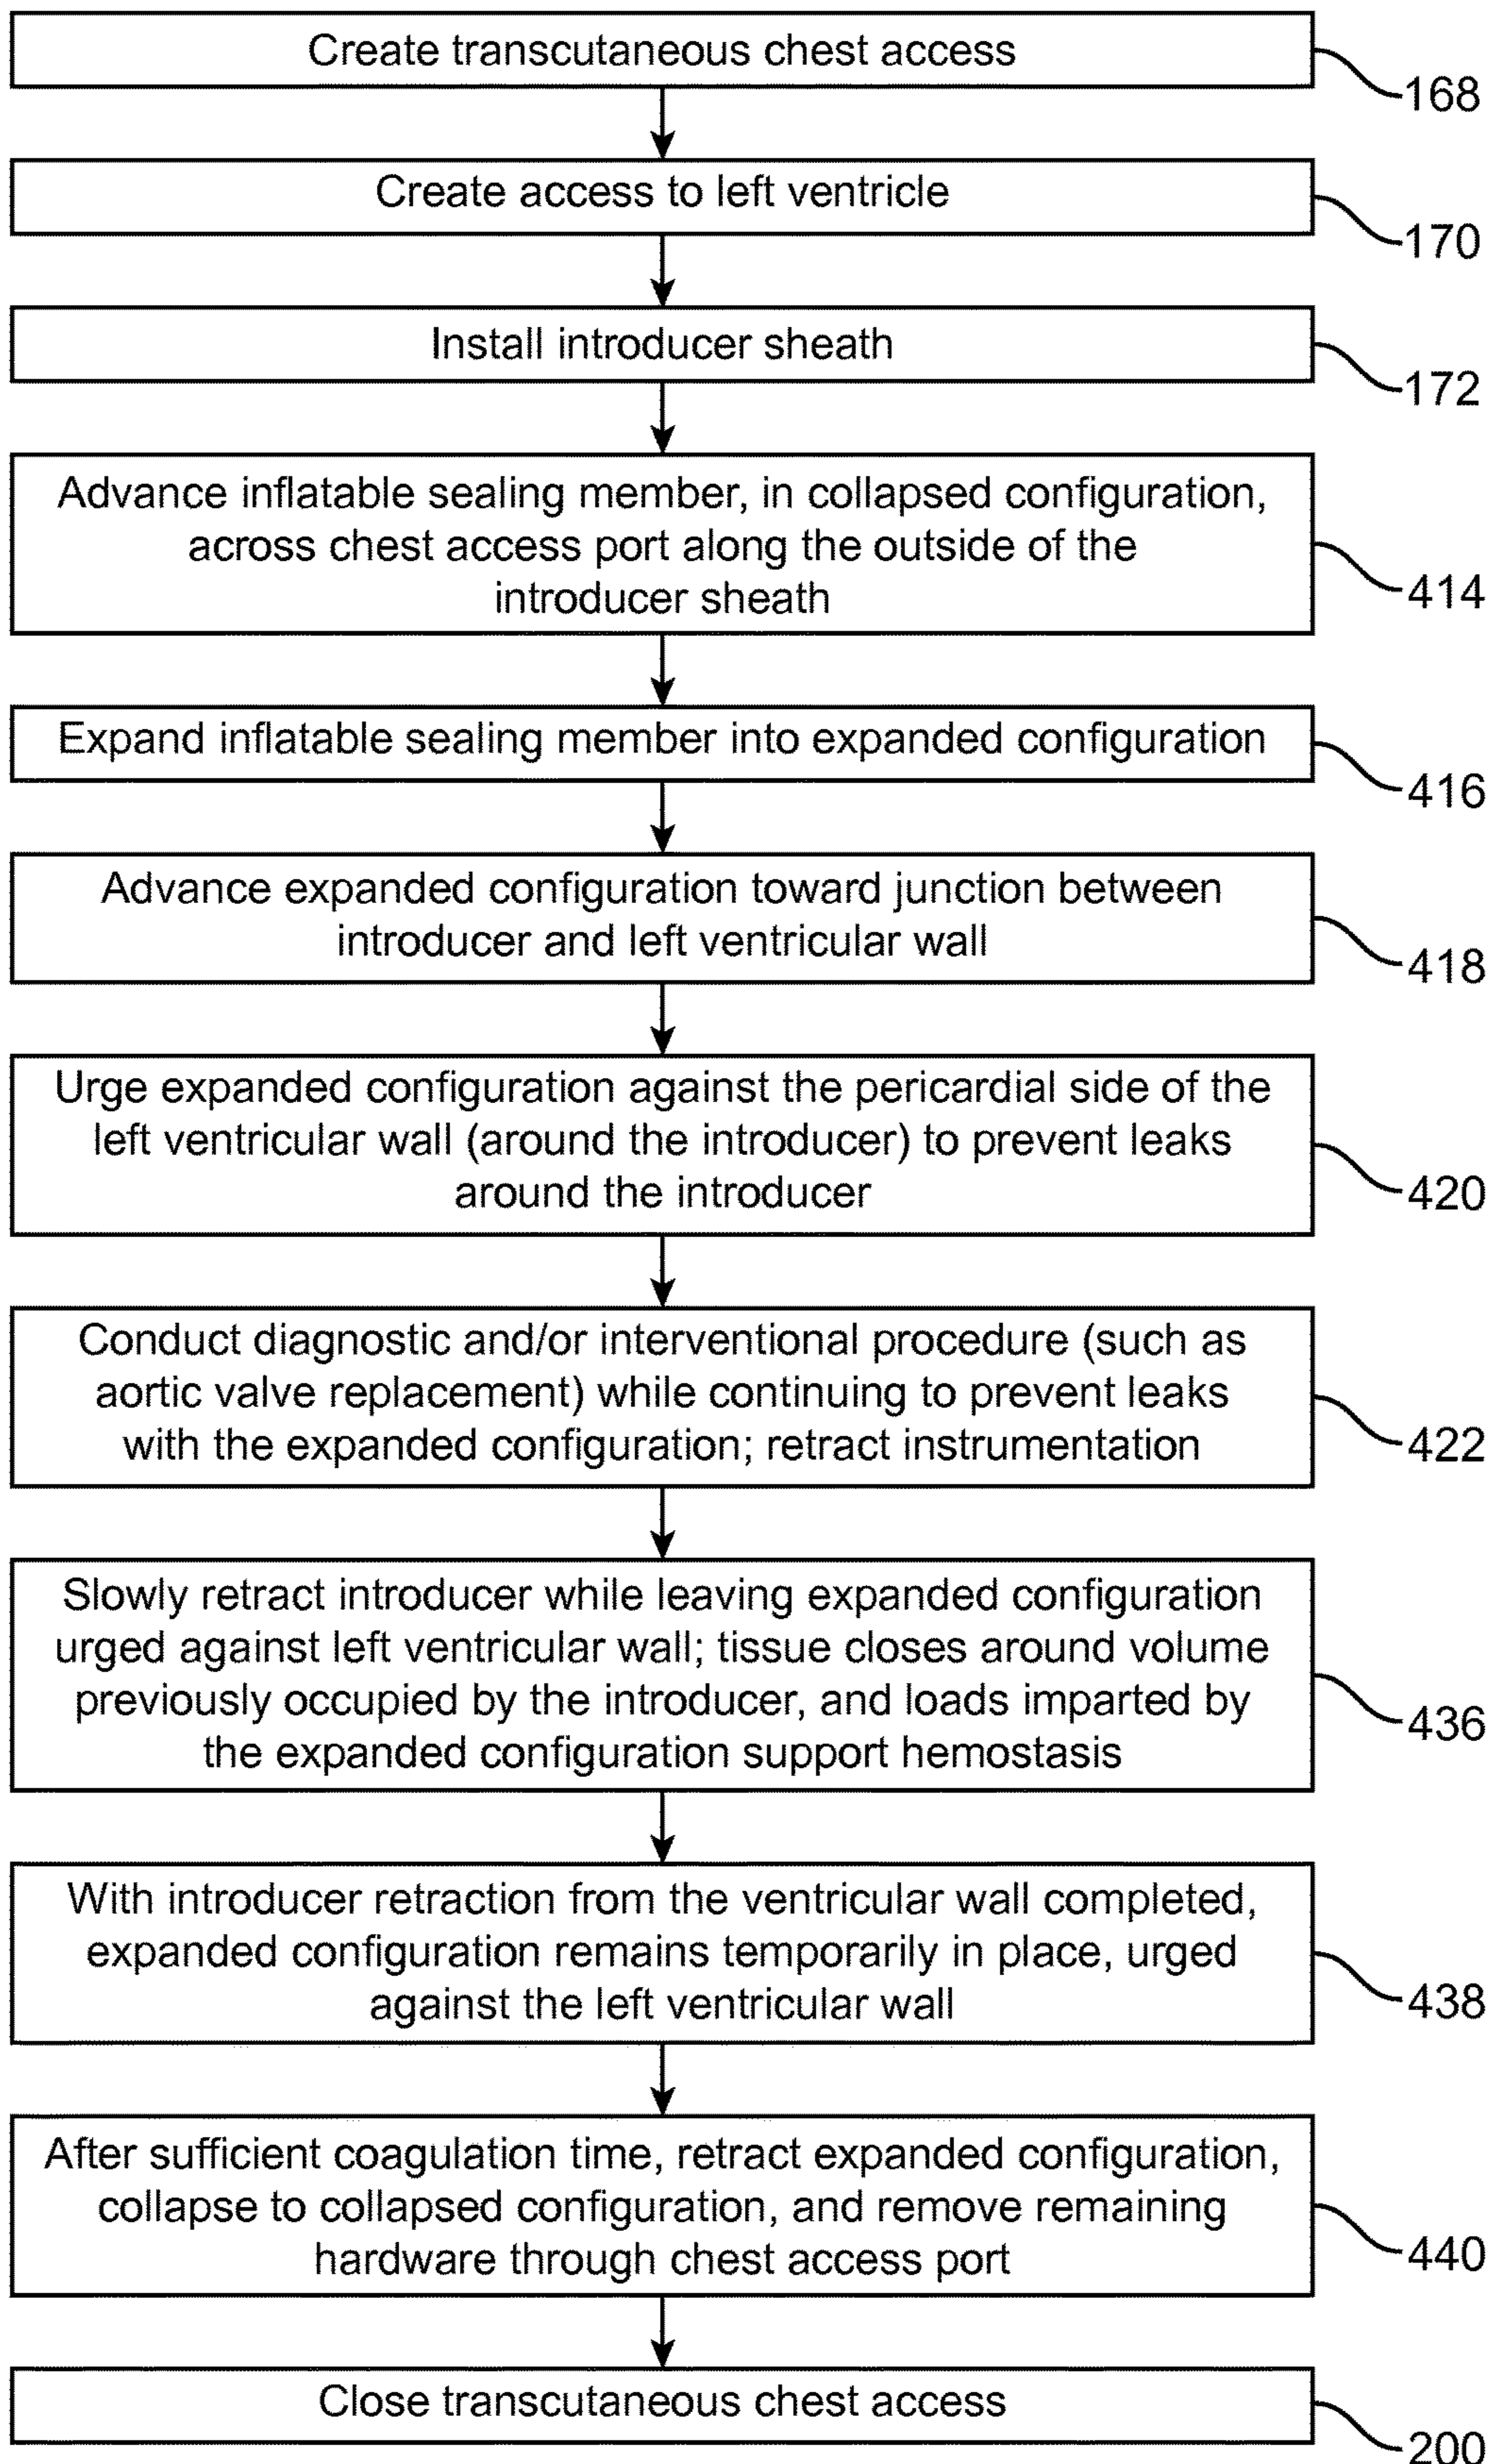 Create transcutaneous chest access
168
Create access to left ventricle
170
Install introducer sheath
172
Advance inflatable sealing member, in collapsed configuration,
across chest access port along the outside of the
introducer sheath
414
Expand inflatable sealing member into expanded configuration
416
Advance expanded configuration toward junction between
introducer and left ventricular wall
418
Urge expanded configuration against the pericardial side of the
left ventricular wall (around the introducer) to prevent leaks
around the introducer
420
Conduct diagnostic and/or interventional procedure (such as
aortic valve replacement) while continuing to prevent leaks
with the expanded configuration; retract instrumentation
422
Slowly retract introducer while leaving expanded configuration
urged against left ventricular wall; tissue closes around volume
previously occupied by the introducer, and loads imparted by
the expanded configuration support hemostasis
436
With introducer retraction from the ventricular wall completed,
expanded configuration remains temporarily in place, urged
against the left ventricular wall
438
After sufficient coagulation time, retract expanded configuration,
collapse to collapsed configuration, and remove remaining
hardware through chest access port
440
Close transcutaneous chest access
200